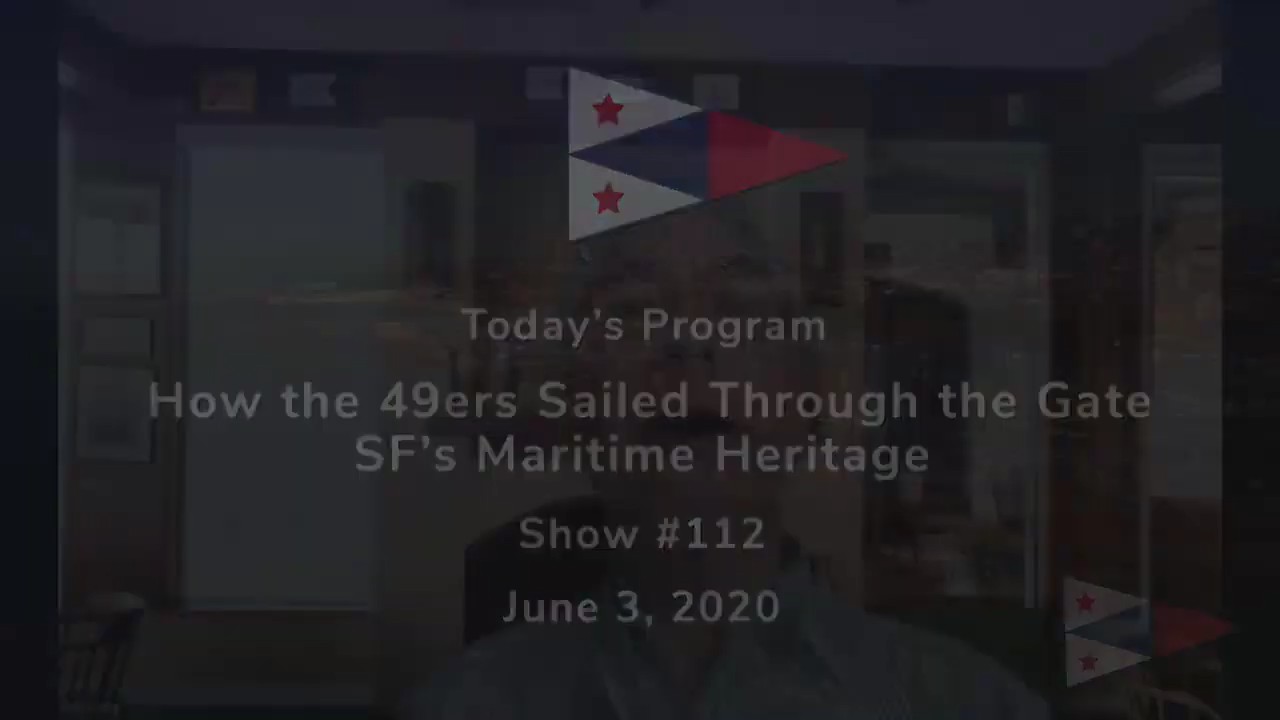 Today's Program
How the 49ers Sailed Through the Gate
SF's Maritime Heritage
Show #112
June 3, 2020